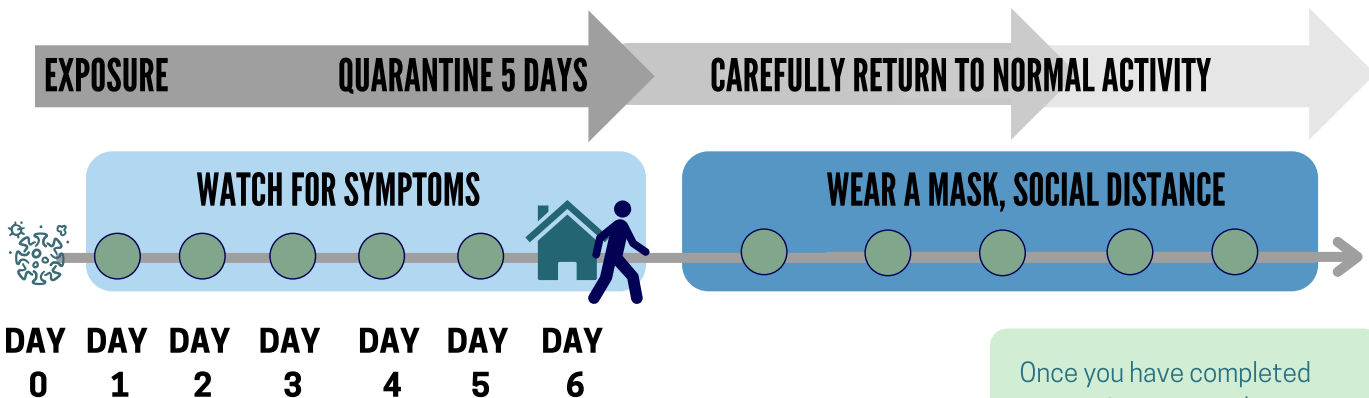 EXPOSURE QUARANTINE 5 DAYS CAREFULLY RETURN TO NORMAL ACTIVITY
WATCH FOR SYMPTOMS WEAR A MASK, SOCIAL DISTANCE
DAY 0 DAY 1 DAY 2 DAY 3 DAY 4 DAY 5 DAY 6
Once you have completed